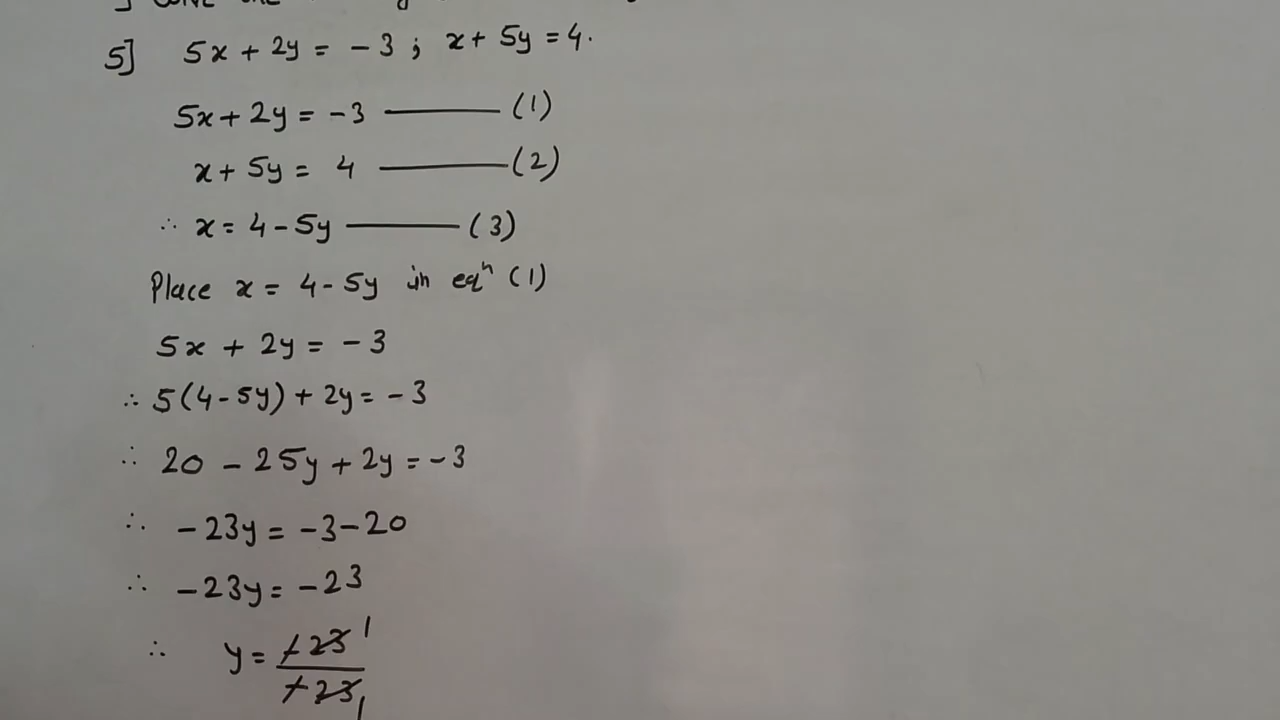 5] 5x + 2y = -3 ; x + 5y = 4.
5x + 2y = -3 ——— (1)
x + 5y = 4 ——— (2)
∴ x = 4 - 5y ——— (3)
Place x = 4 - 5y in eqⁿ (1)
5x + 2y = -3
∴ 5(4 - 5y) + 2y = -3
∴ 20 - 25y + 2y = -3
∴ -23y = -3 - 20
∴ -23y = -23
∴ y = -23 1
-23 1